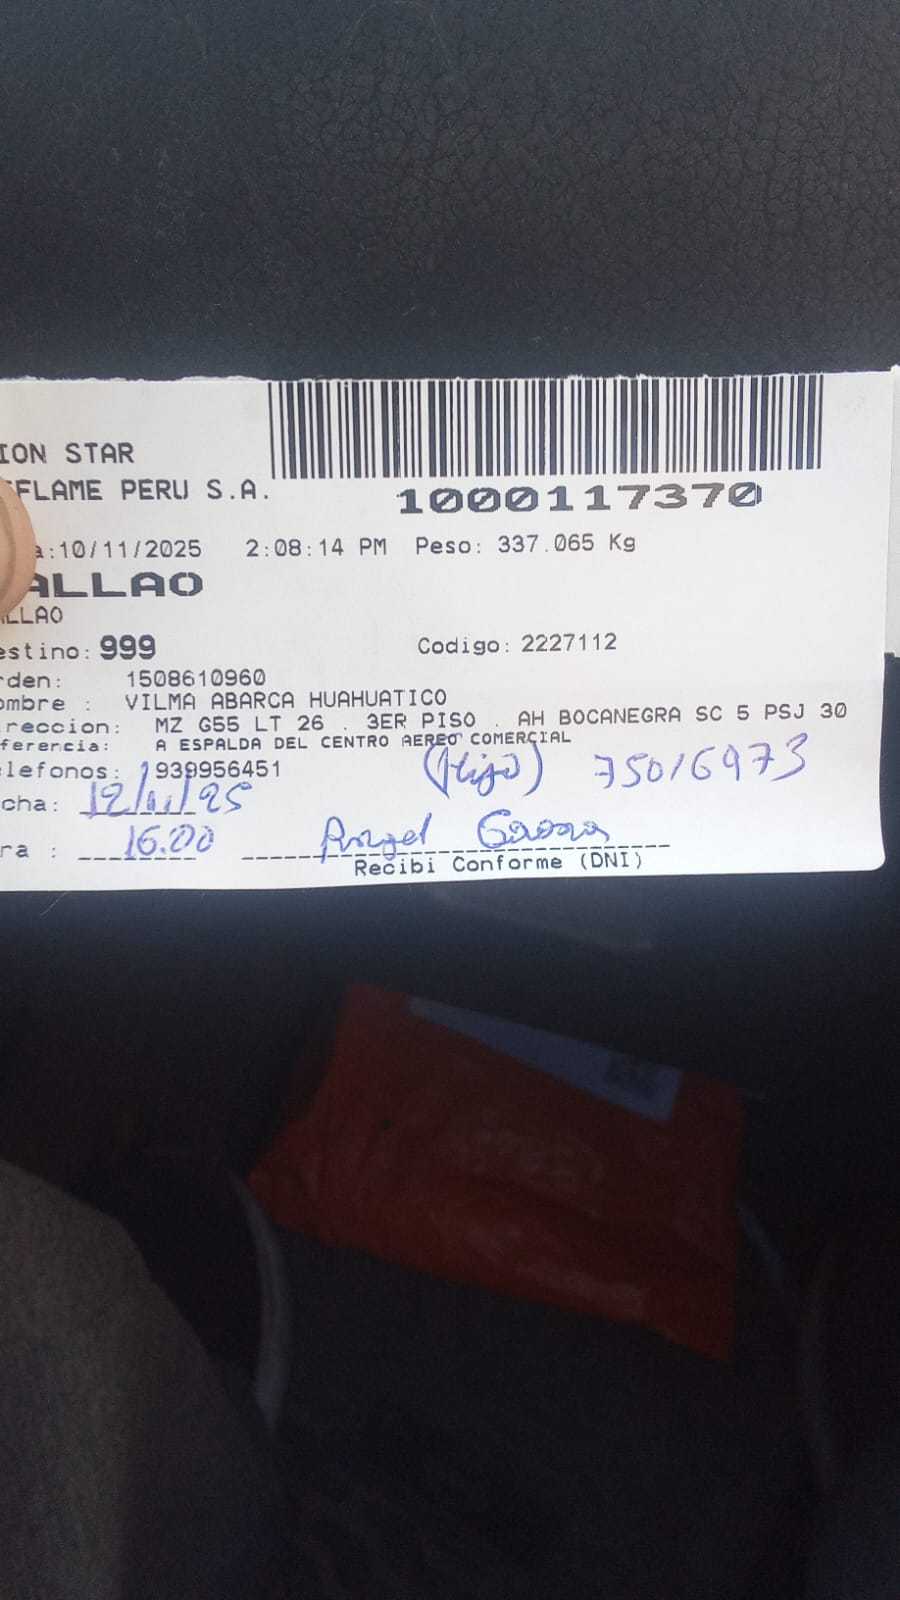 ION STAR
FLAME PERU S.A.
1000117370
a:10/11/2025 2:08:14 PM Peso: 337.065 Kg
ALLAO
LLAO
estino: 999 Codigo: 2227112
rden: 1508610960
ombre : VILMA ABARCA HUAHUATICO
reccion: MZ G55 LT 26 . 3ER PISO . AH BOCANEGRA SC 5 PSJ 30
ferencia: A ESPALDA DEL CENTRO AEREO COMERCIAL
elefonos: 939956451 (Hijo) 75016973
cha: 12/11/25
ra : 16.00 Angel
Recibi Conforme (DNI)